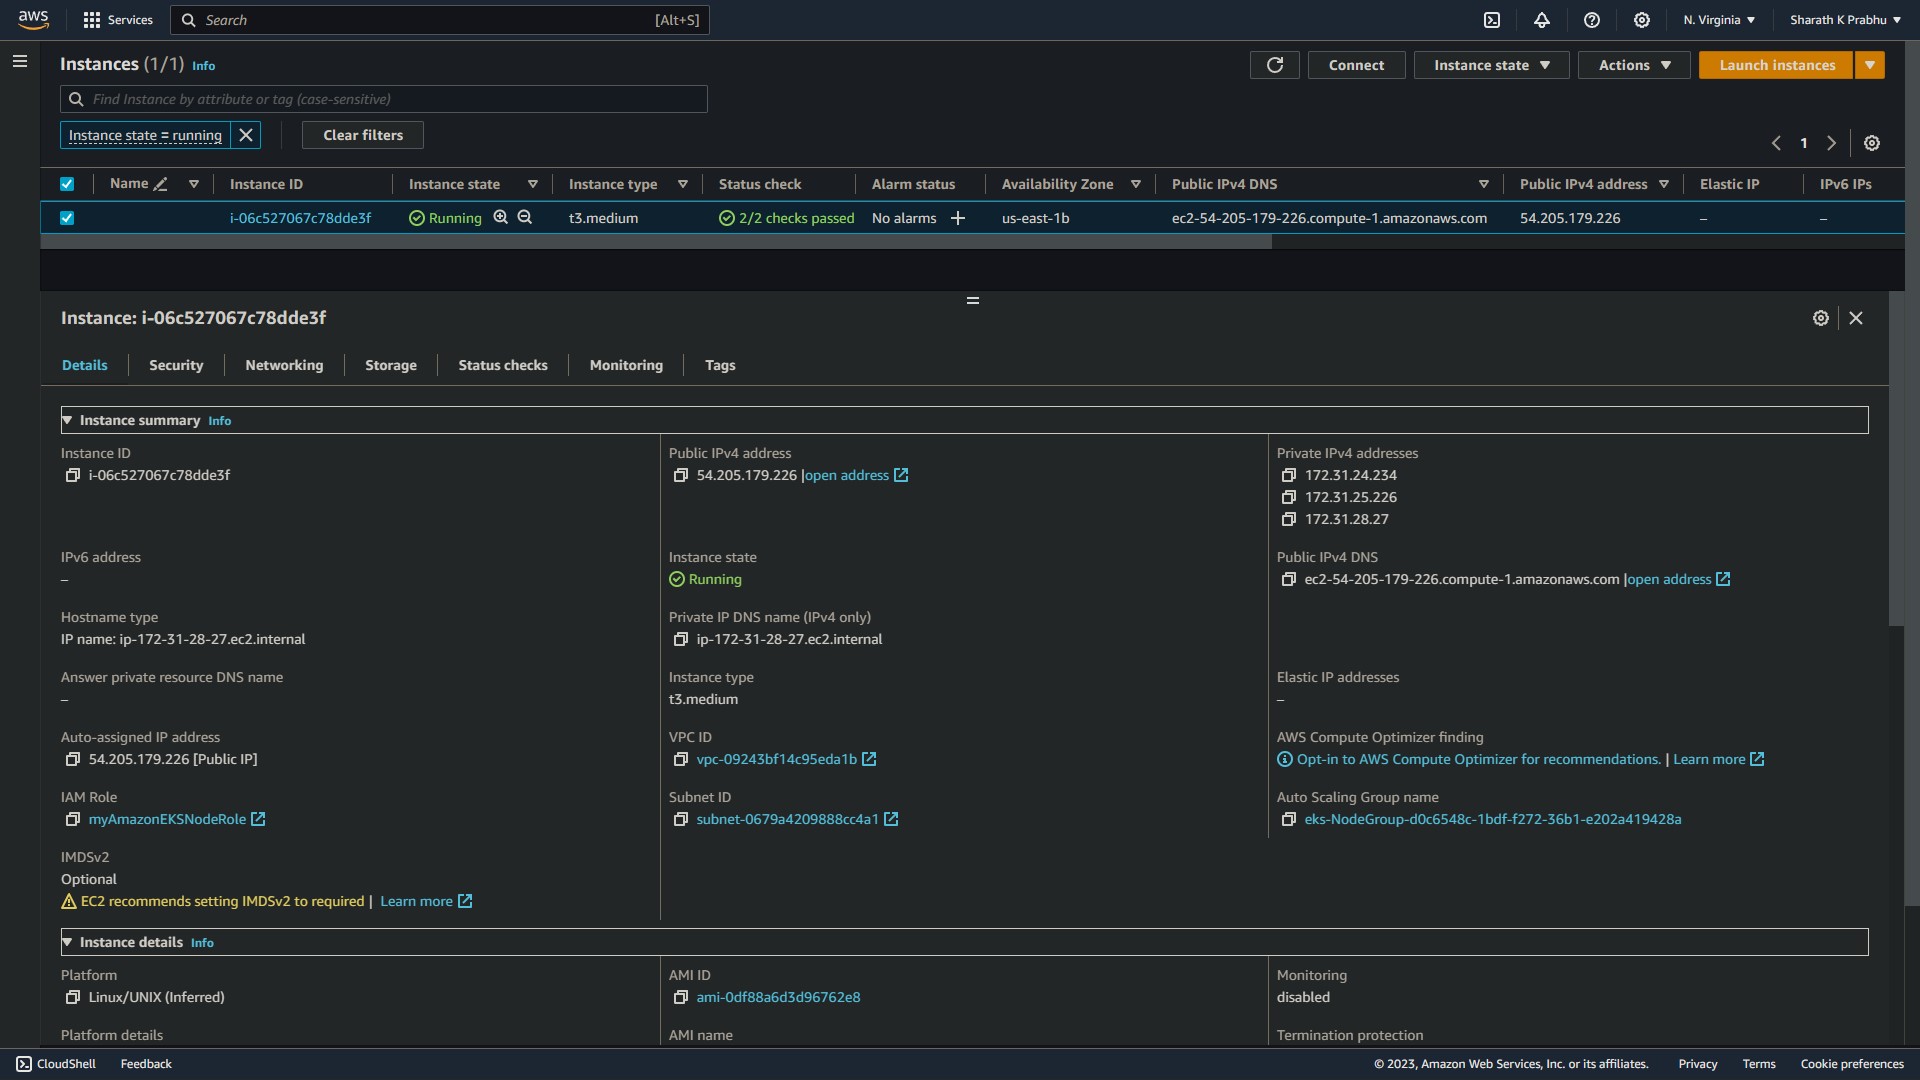 aws Services Search [Alt+S] N. Virginia Sharath K Prabhu
Instances (1/1) Info Connect Instance state Actions Launch instances
Find Instance by attribute or tag (case-sensitive)
Instance state = running Clear filters 1
Name Instance ID Instance state Instance type Status check Alarm status Availability Zone Public IPv4 DNS Public IPv4 address Elastic IP IPv6 IPs
i-06c527067c78dde3f Running t3.medium 2/2 checks passed No alarms us-east-1b ec2-54-205-179-226.compute-1.amazonaws.com 54.205.179.226 – –
Instance: i-06c527067c78dde3f
Details Security Networking Storage Status checks Monitoring Tags
Instance summary Info
Instance ID Public IPv4 address Private IPv4 addresses
i-06c527067c78dde3f 54.205.179.226 |open address 172.31.24.234
172.31.25.226
172.31.28.27
IPv6 address Instance state Public IPv4 DNS
– Running ec2-54-205-179-226.compute-1.amazonaws.com |open address
Hostname type Private IP DNS name (IPv4 only)
IP name: ip-172-31-28-27.ec2.internal ip-172-31-28-27.ec2.internal
Answer private resource DNS name Instance type Elastic IP addresses
– t3.medium –
Auto-assigned IP address VPC ID AWS Compute Optimizer finding
54.205.179.226 [Public IP] vpc-09243bf14c95eda1b Opt-in to AWS Compute Optimizer for recommendations. | Learn more
IAM Role Subnet ID Auto Scaling Group name
myAmazonEKSNodeRole subnet-0679a4209888cc4a1 eks-NodeGroup-d0c6548c-1bdf-f272-36b1-e202a419428a
IMDSv2
Optional
EC2 recommends setting IMDSv2 to required | Learn more
Instance details Info
Platform AMI ID Monitoring
Linux/UNIX (Inferred) ami-0df88a6d3d96762e8 disabled
Platform details AMI name Termination protection
CloudShell Feedback © 2023, Amazon Web Services, Inc. or its affiliates. Privacy Terms Cookie preferences